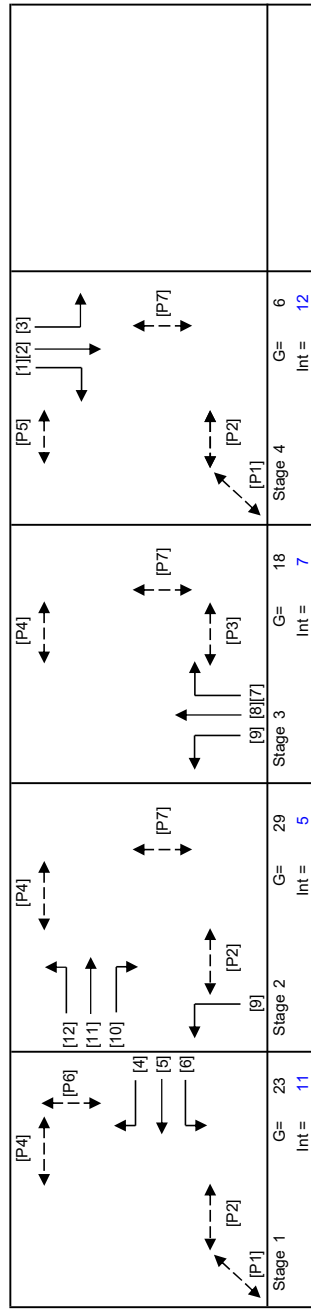 [P4]
[P6]
[4]
[5]
[6]
[P2]
[P1]
Stage 1
G= 23
Int = 11
[P4]
[12]
[11]
[10]
[P7]
[P2]
[9]
Stage 2
G= 29
Int = 5
[P4]
[P7]
[P3]
[9] [8][7]
Stage 3
G= 18
Int = 7
[1][2] [3]
[P5]
[P7]
[P2]
[P1]
Stage 4
G= 6
Int = 12